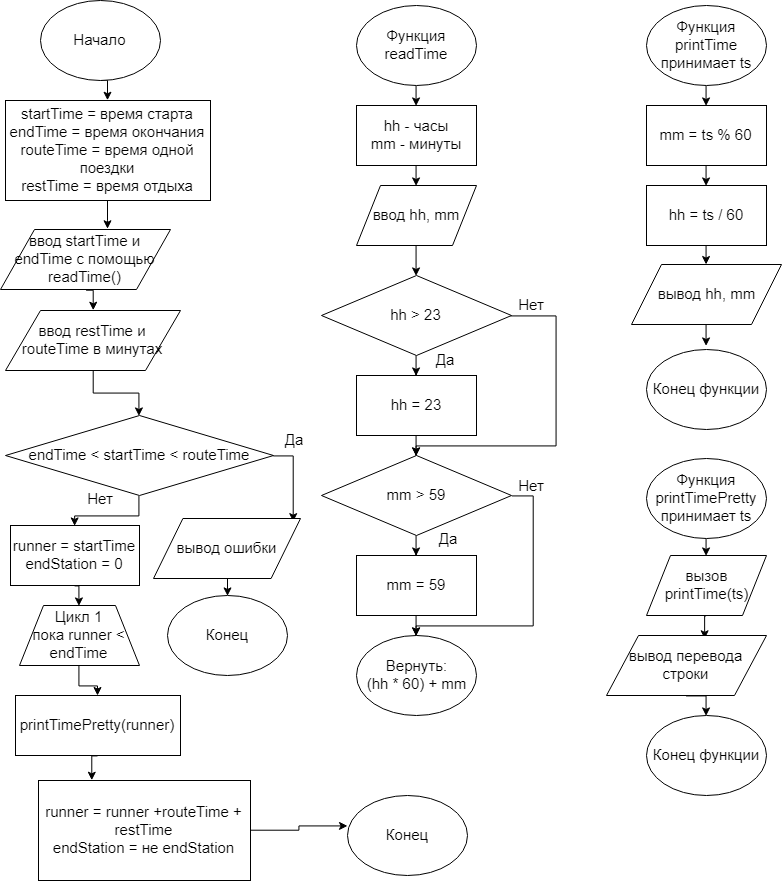 Начало
startTime = время старта
endTime = время окончания
routeTime = время одной
поездки
restTime = время отдыха
ввод startTime и
endTime с помощью
readTime()
ввод restTime и
routeTime в минутах
endTime < startTime < routeTime
Да
Нет
runner = startTime
endStation = 0
вывод ошибки
Конец
Цикл 1
пока runner <
endTime
printTimePretty(runner)
runner = runner +routeTime +
restTime
endStation = не endStation
Конец
Функция
readTime
hh - часы
mm - минуты
ввод hh, mm
hh > 23
Нет
Да
hh = 23
mm > 59
Нет
Да
mm = 59
Вернуть:
(hh * 60) + mm
Функция
printTime
принимает ts
mm = ts % 60
hh = ts / 60
вывод hh, mm
Конец функции
Функция
printTimePretty
принимает ts
вызов
printTime(ts)
вывод перевода
строки
Конец функции